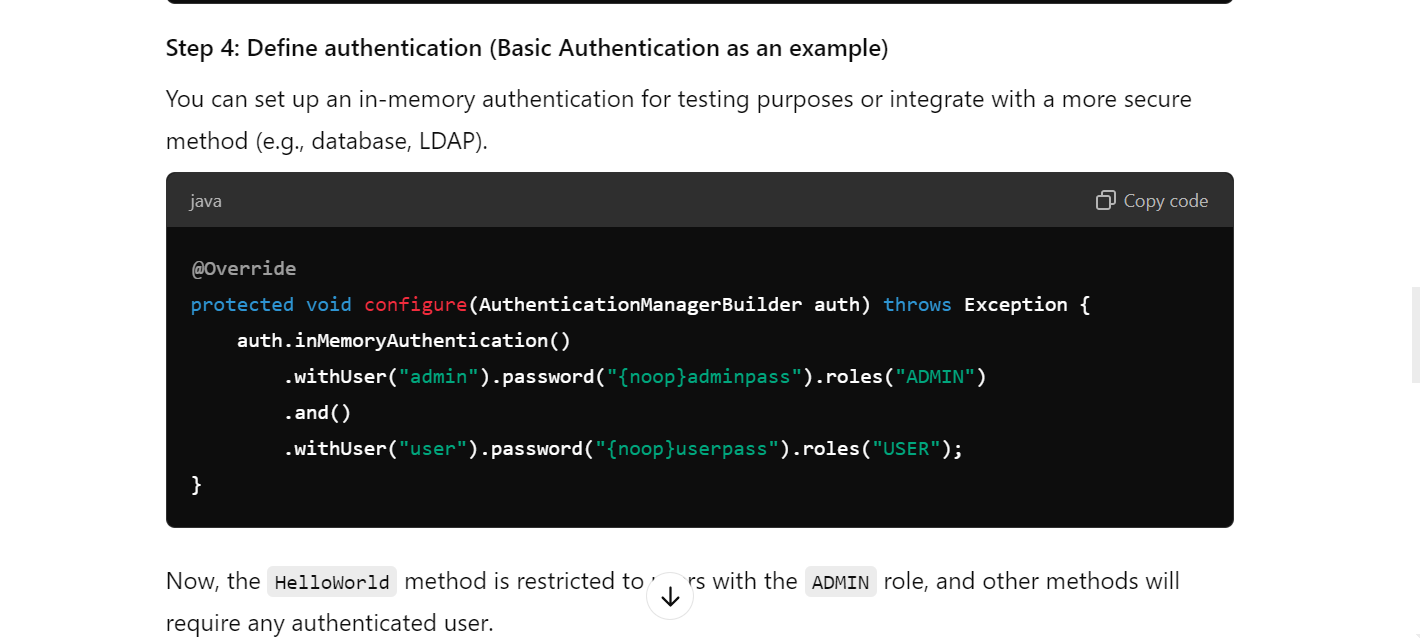 Step 4: Define authentication (Basic Authentication as an example)
You can set up an in-memory authentication for testing purposes or integrate with a more secure
method (e.g., database, LDAP).
java
Copy code
@Override
protected void configure(AuthenticationManagerBuilder auth) throws Exception {
    auth.inMemoryAuthentication()
        .withUser("admin").password("{noop}adminpass").roles("ADMIN")
        .and()
        .withUser("user").password("{noop}userpass").roles("USER");
}
Now, the HelloWorld method is restricted to with the ADMIN role, and other methods will
require any authenticated user.